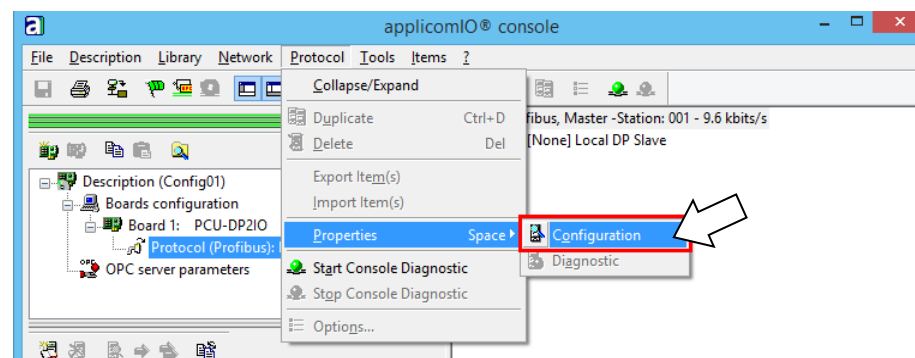 a
applicomIO® console
File Description Library Network Protocol Tools Items ?
Collapse/Expand
Duplicate Ctrl+D
Delete Del
Export Item(s)
Import Item(s)
Properties Space
Configuration
Diagnostic
Start Console Diagnostic
Stop Console Diagnostic
Options...
fibus, Master -Station: 001 - 9.6 kbits/s
[None] Local DP Slave
Description (Config01)
Boards configuration
Board 1: PCU-DP2IO
Protocol (Profibus):
OPC server parameters